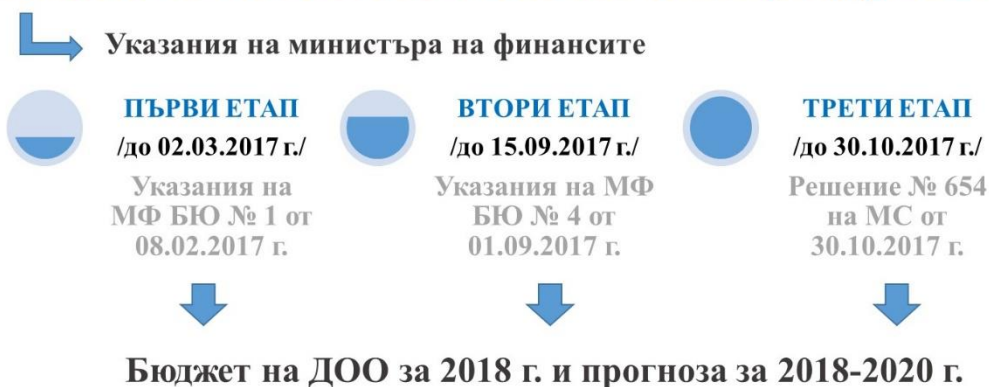 Указания на министъра на финансите
ПЪРВИ ЕТАП
/до 02.03.2017 г./
Указания на
МФ БЮ № 1 от
08.02.2017 г.
ВТОРИ ЕТАП
/до 15.09.2017 г./
Указания на МФ
БЮ № 4 от
01.09.2017 г.
ТРЕТИ ЕТАП
/до 30.10.2017 г./
Решение № 654
на МС от
30.10.2017 г.
Бюджет на ДОО за 2018 г. и прогноза за 2018-2020 г.